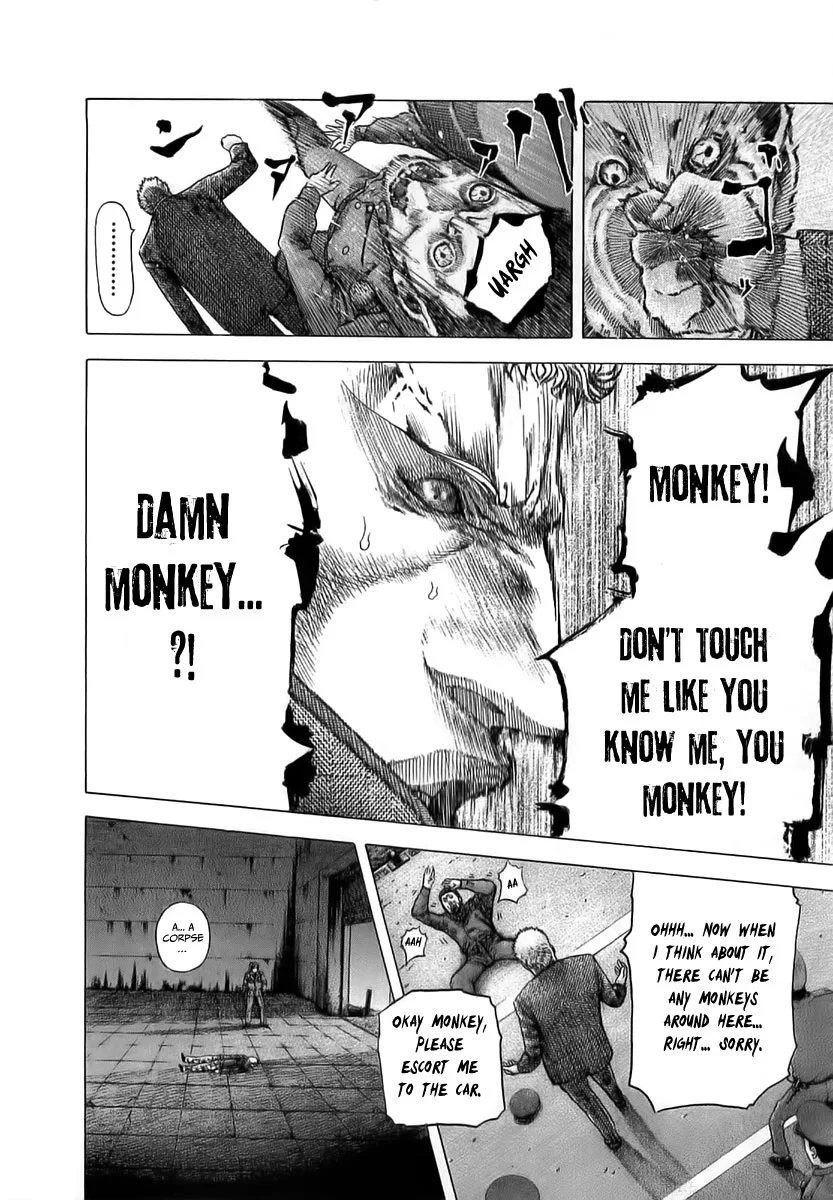 UARGH
.........
MONKEY!
DON'T TOUCH
ME LIKE YOU
KNOW ME, YOU
MONKEY!
DAMN
MONKEY...
?!
OHHH... NOW WHEN
I THINK ABOUT IT,
THERE CAN'T BE
ANY MONKEYS
AROUND HERE...
RIGHT... SORRY.
AA
AAH
OKAY MONKEY,
PLEASE
ESCORT ME
TO THE CAR.
A... A
CORPSE
...